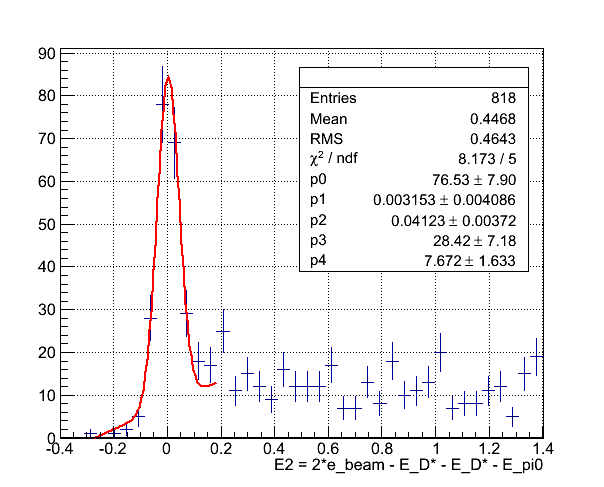 90
80
70
60
50
40
30
20
10
0
Entries 818
Mean 0.4468
RMS 0.4643
χ² / ndf 8.173 / 5
p0 76.53 ± 7.90
p1 0.003153 ± 0.004086
p2 0.04123 ± 0.00372
p3 28.42 ± 7.18
p4 7.672 ± 1.633
-0.4 -0.2 0 0.2 0.4 0.6 0.8 1 1.2 1.4
E2 = 2*e_beam - E_D* - E_D* - E_pi0